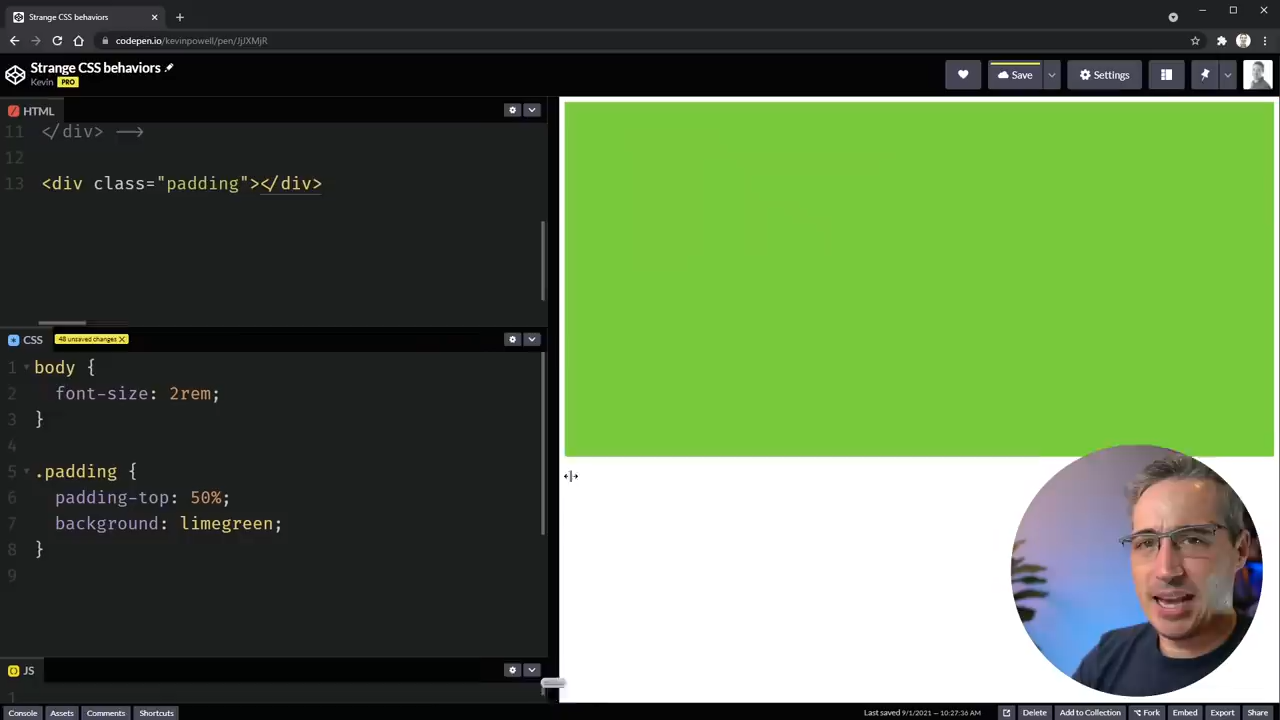 Strange CSS behaviors
codepen.io/kevinpowell/pen/JjJXMjR
Strange CSS behaviors
Kevin PRO
Save
Settings
HTML
11 </div> -->
12
13 <div class="padding"></div>
CSS 48 unsaved changes X
1 body {
2 font-size: 2rem;
3 }
4
5 .padding {
6 padding-top: 50%;
7 background: limegreen;
8 }
9
JS
1
Console Assets Comments Shortcuts
Last saved 9/1/2021 — 10:27:36 AM Delete Add to Collection Fork Embed Export Share